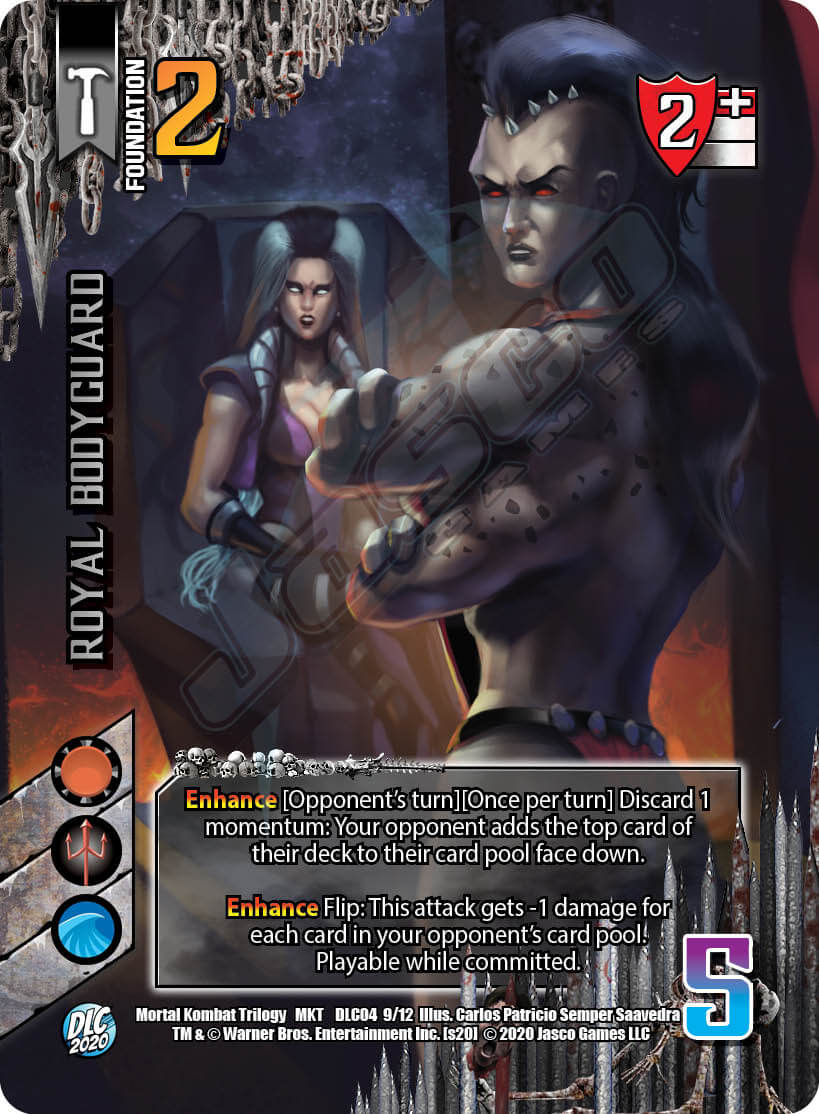 FOUNDATION
2
2
+
ROYAL BODYGUARD
JASCO
GAMES
Enhance [Opponent's turn][Once per turn] Discard 1
momentum: Your opponent adds the top card of
their deck to their card pool face down.
Enhance Flip: This attack gets -1 damage for
each card in your opponent's card pool.
Playable while committed.
5
DLC
2020
Mortal Kombat Trilogy MKT DLC04 9/12 Illus. Carlos Patricio Semper Saavedra
TM & © Warner Bros. Entertainment Inc. [s20] © 2020 Jasco Games LLC